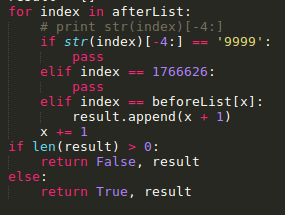 for index in afterList:
    # print str(index)[-4:]
    if str(index)[-4:] == '9999':
        pass
    elif index == 1766626:
        pass
    elif index == beforeList[x]:
        result.append(x + 1)
    x += 1
if len(result) > 0:
    return False, result
else:
    return True, result